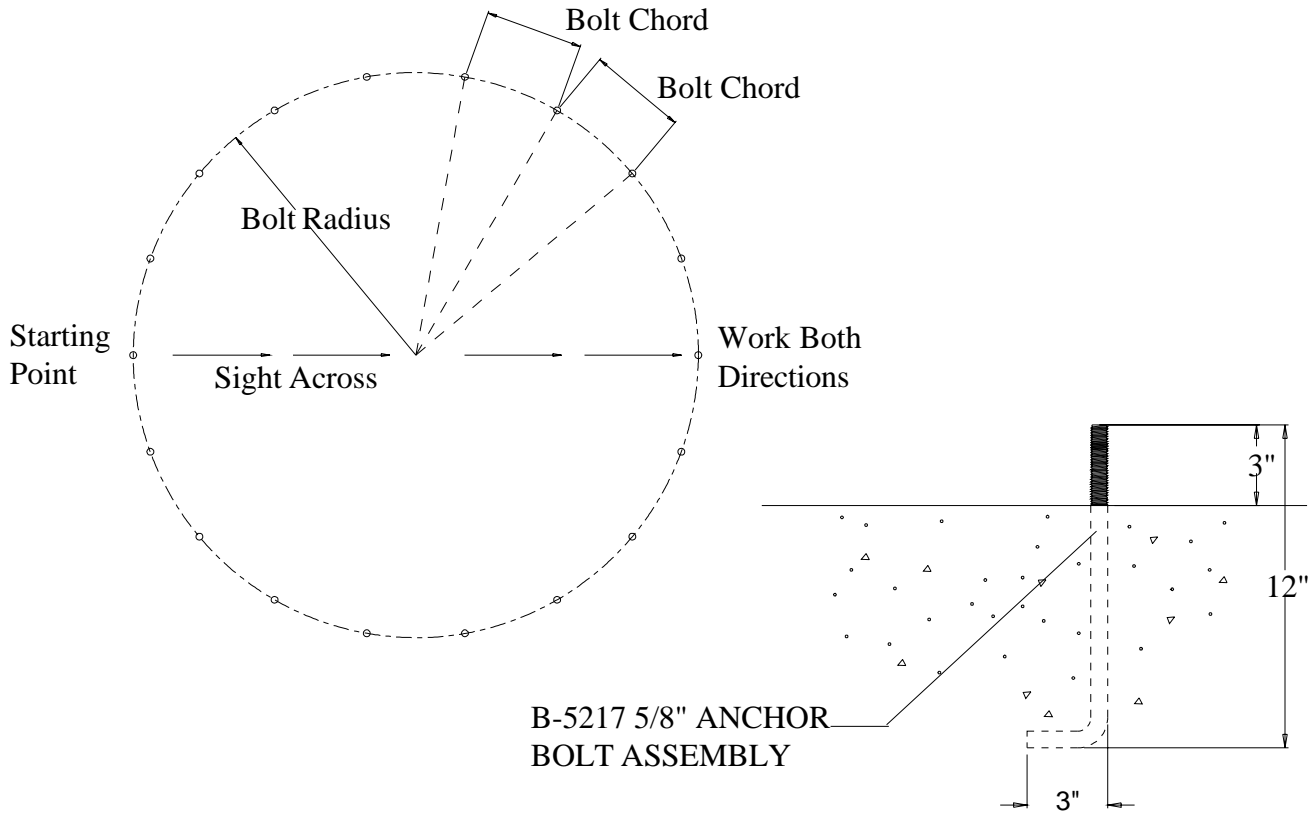 Bolt Chord
Bolt Chord
Bolt Radius
Starting
Point
Sight Across
Work Both
Directions
3"
12"
B-5217 5/8" ANCHOR
BOLT ASSEMBLY
3"